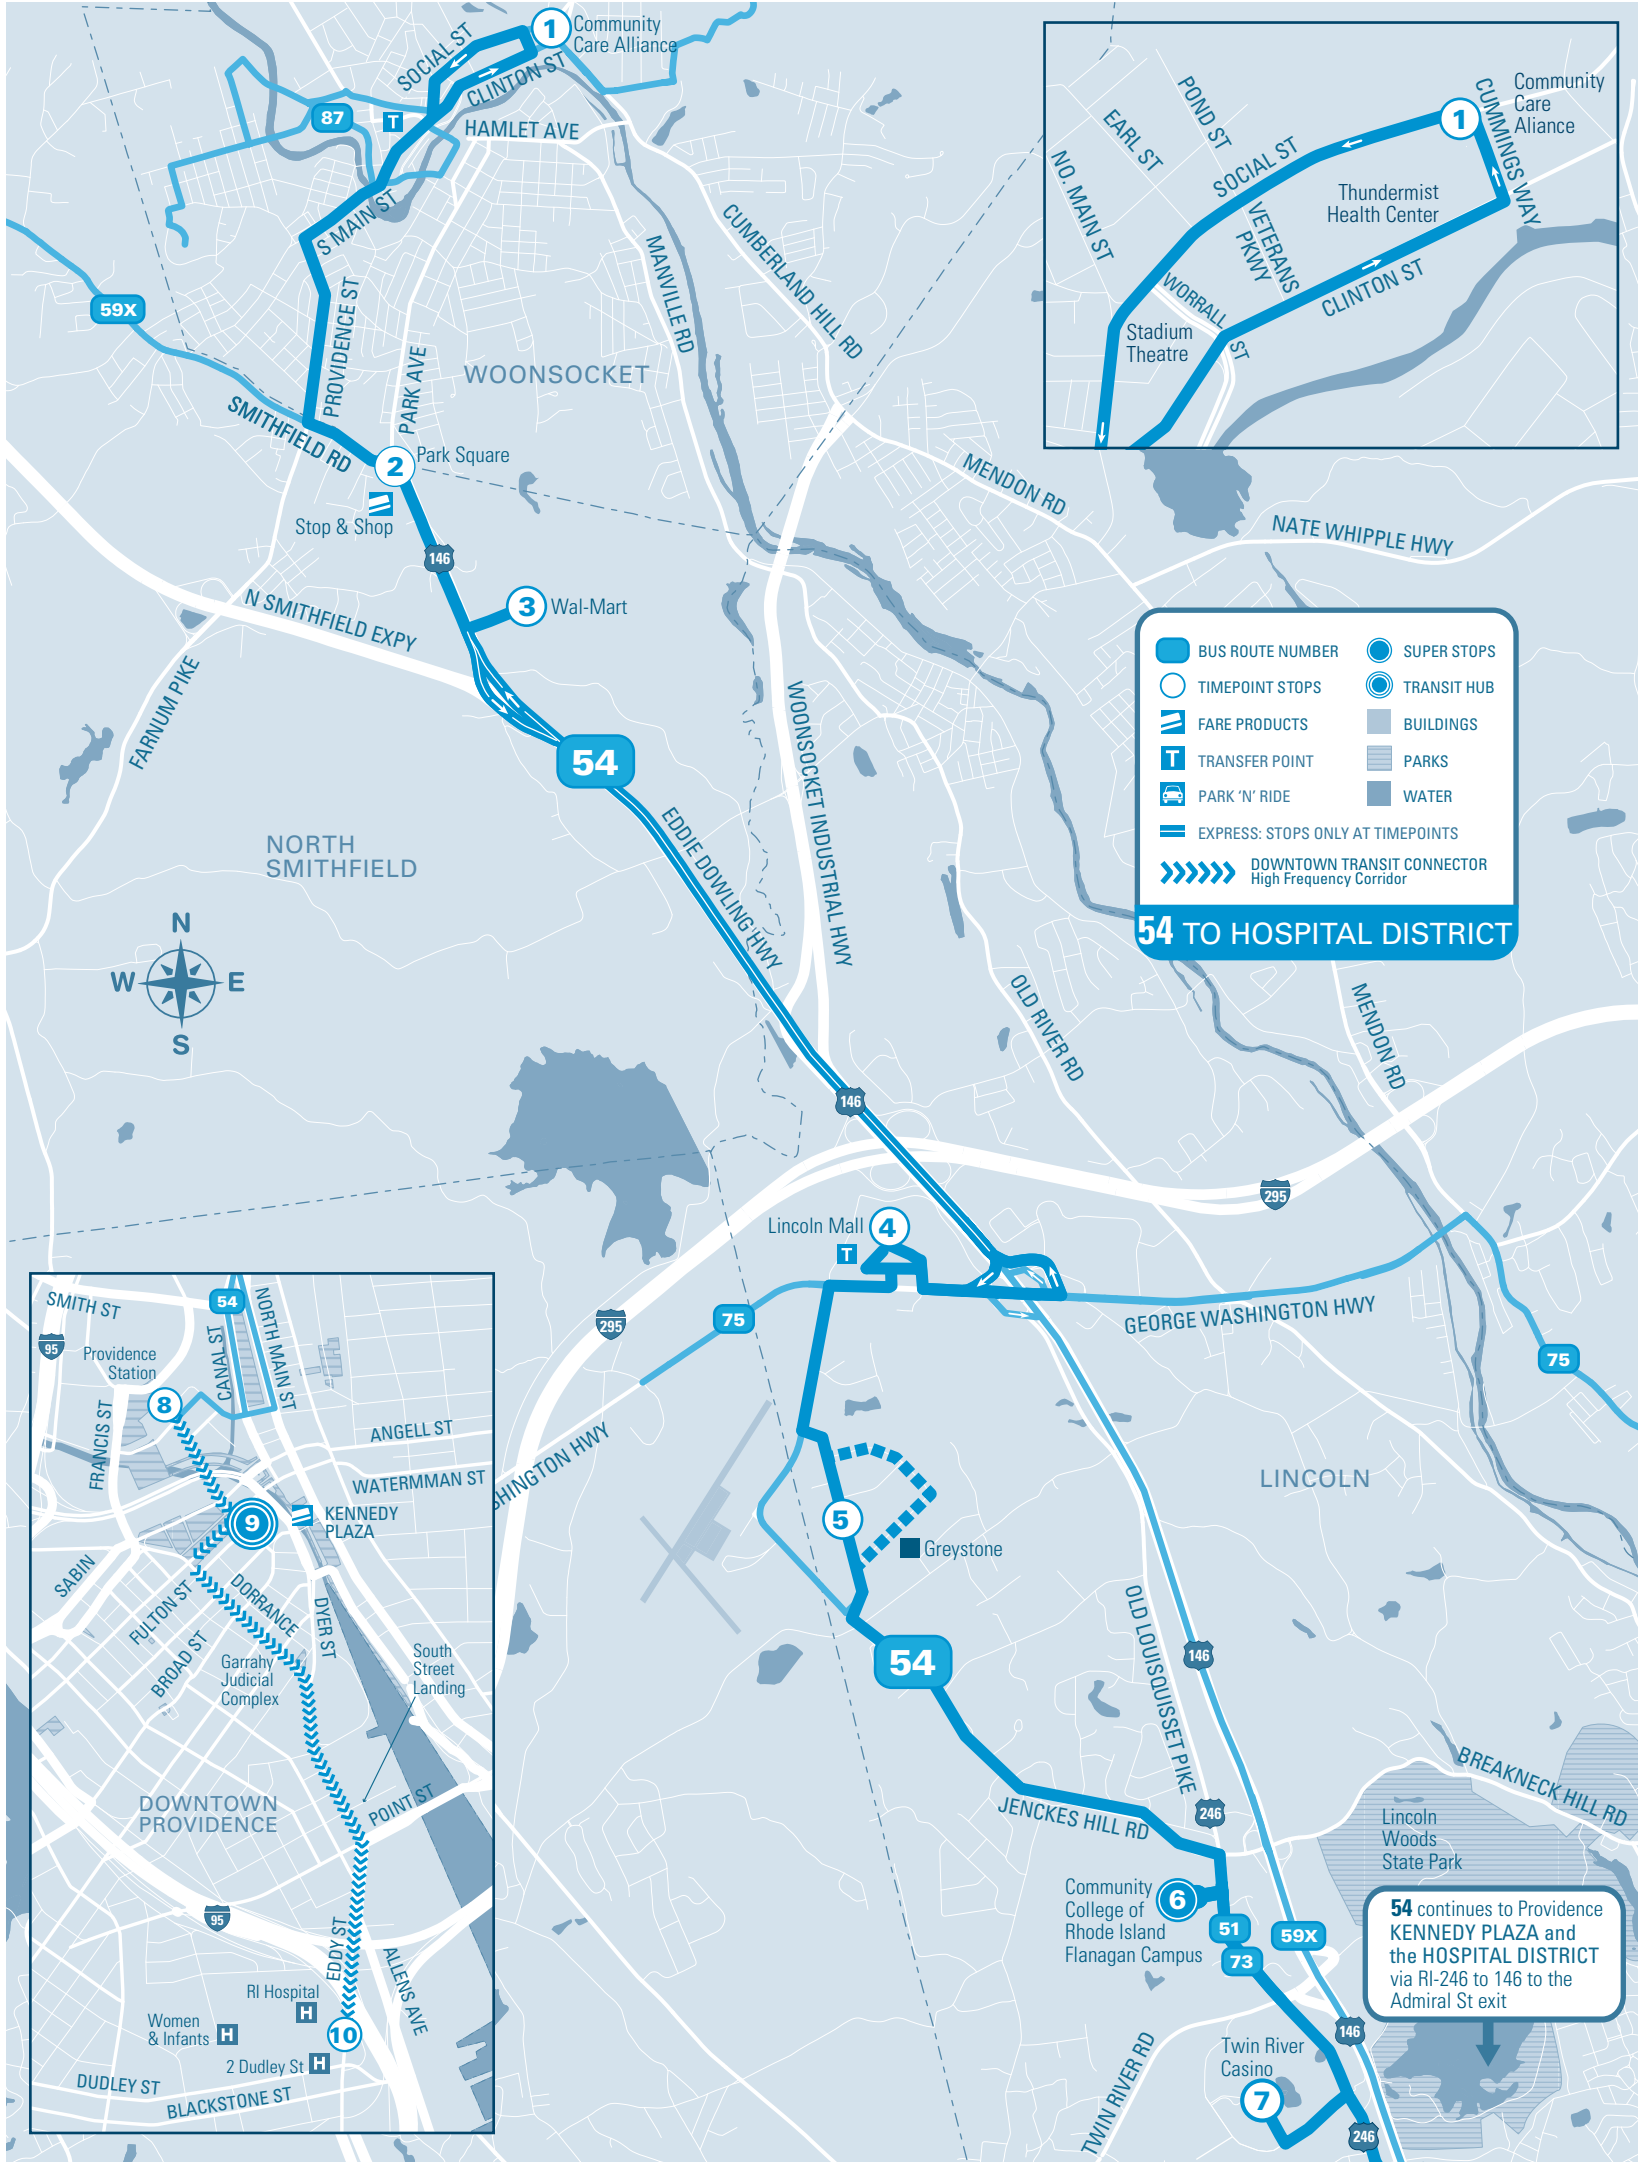 1
Community
Care Alliance
SOCIAL ST
CLINTON ST
87
T
HAMLET AVE
S MAIN ST
59X
PROVIDENCE ST
PARK AVE
MANVILLE RD
CUMBERLAND HILL RD
WOONSOCKET
SMITHFIELD RD
2
Park Square
Stop & Shop
146
3
Wal-Mart
N SMITHFIELD EXPY
FARNUM PIKE
MENDON RD
NATE WHIPPLE HWY
WOONSOCKET INDUSTRIAL HWY
54
EDDIE DOWLING HWY
NORTH
SMITHFIELD
N
W
E
S
OLD RIVER RD
MENDON RD
146
295
POND ST
EARL ST
NO. MAIN ST
SOCIAL ST
1
CUMMINGS WAY
Community
Care
Aliance
Thundermist
Health Center
VETERANS
PKWY
WORRALL
ST
CLINTON ST
Stadium
Theatre
BUS ROUTE NUMBER
SUPER STOPS
TIMEPOINT STOPS
TRANSIT HUB
FARE PRODUCTS
BUILDINGS
T
TRANSFER POINT
PARKS
PARK ‘N’ RIDE
WATER
EXPRESS: STOPS ONLY AT TIMEPOINTS
DOWNTOWN TRANSIT CONNECTOR
High Frequency Corridor
54 TO HOSPITAL DISTRICT
Lincoln Mall
4
T
295
75
GEORGE WASHINGTON HWY
75
SHINGTON HWY
LINCOLN
5
Greystone
54
OLD LOUISQUISSET PIKE
146
JENCKES HILL RD
246
BREAKNECK HILL RD
Lincoln
Woods
State Park
Community
College of
Rhode Island
Flanagan Campus
6
51
73
59X
54 continues to Providence
KENNEDY PLAZA and
the HOSPITAL DISTRICT
via RI-246 to 146 to the
Admiral St exit
146
TWIN RIVER RD
Twin River
Casino
7
246
SMITH ST
54
95
CANAL ST
NORTH MAIN ST
Providence
Station
8
FRANCIS ST
ANGELL ST
WATERMMAN ST
9
KENNEDY
PLAZA
SABIN
FULTON ST
DORRANCE
DYER ST
BROAD ST
Garrahy
Judicial
Complex
South
Street
Landing
DOWNTOWN
PROVIDENCE
POINT ST
95
EDDY ST
ALLENS AVE
RI Hospital
H
Women
& Infants
H
10
2 Dudley St
H
DUDLEY ST
BLACKSTONE ST